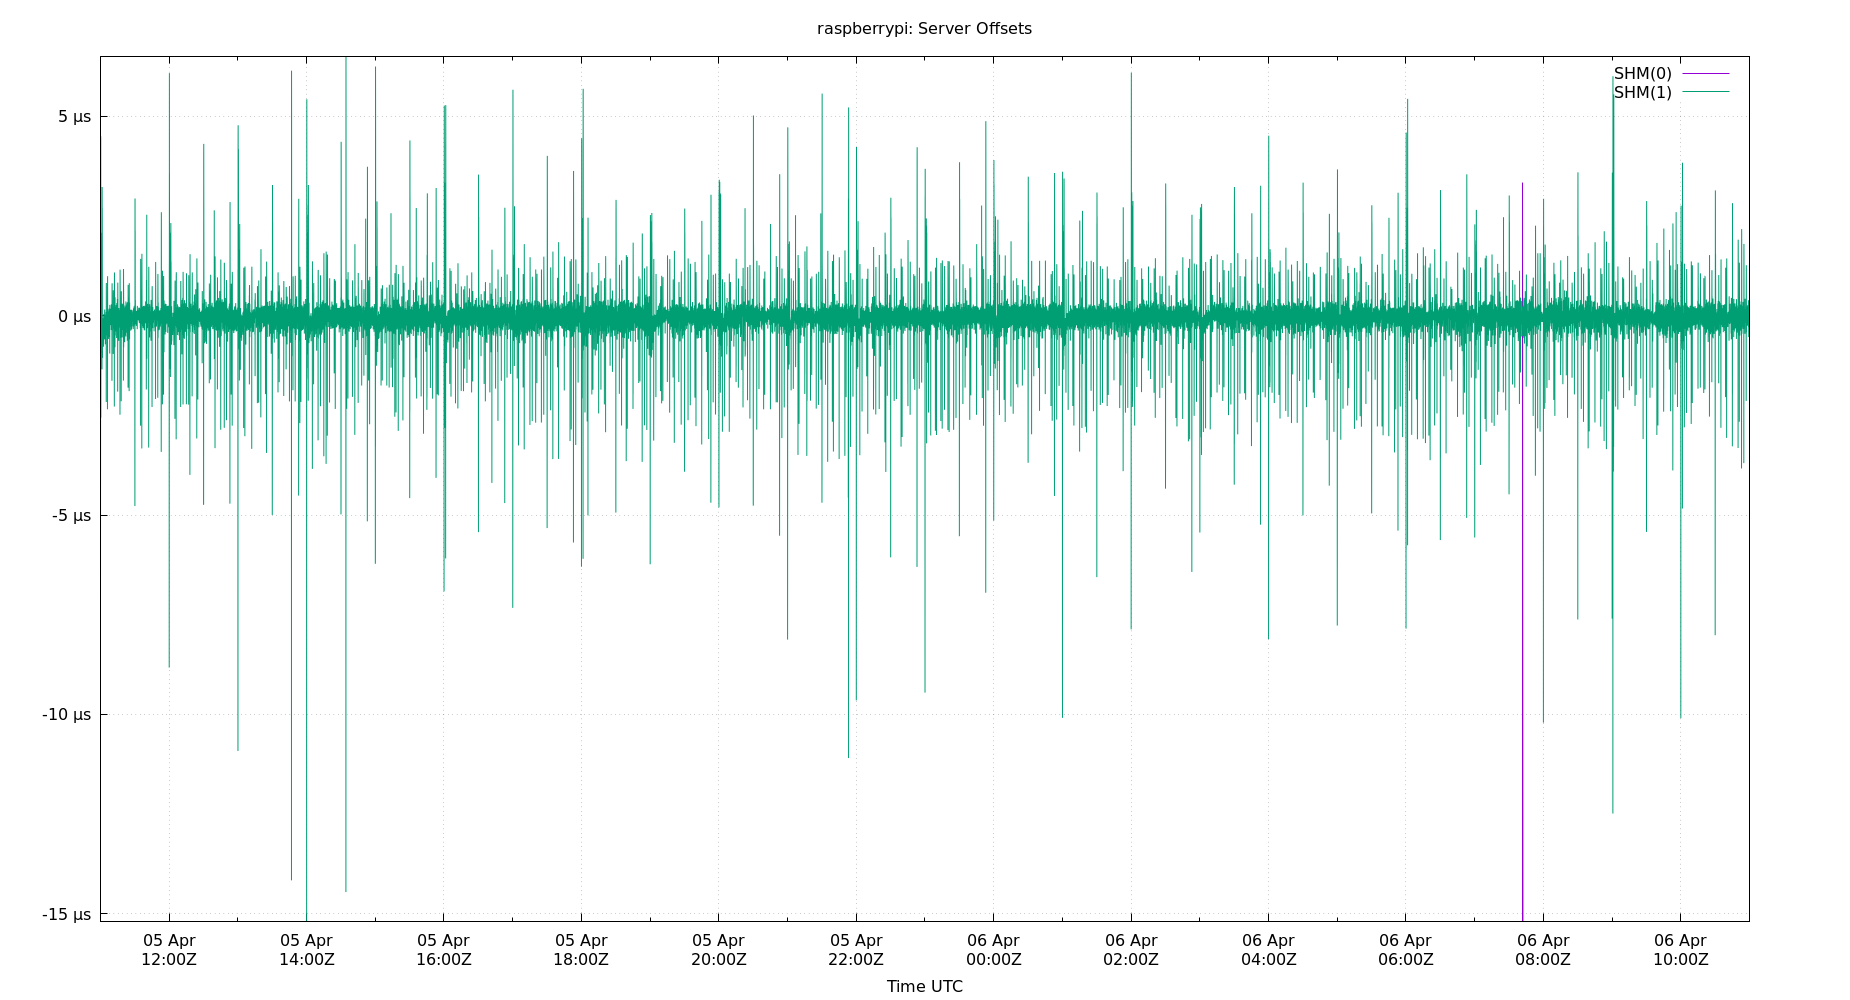 raspberrypi: Server Offsets
SHM(0)
SHM(1)
5 µs
0 µs
-5 µs
-10 µs
-15 µs
05 Apr 05 Apr 05 Apr 05 Apr 05 Apr 05 Apr 06 Apr 06 Apr 06 Apr 06 Apr 06 Apr 06 Apr
12:00Z 14:00Z 16:00Z 18:00Z 20:00Z 22:00Z 00:00Z 02:00Z 04:00Z 06:00Z 08:00Z 10:00Z
Time UTC